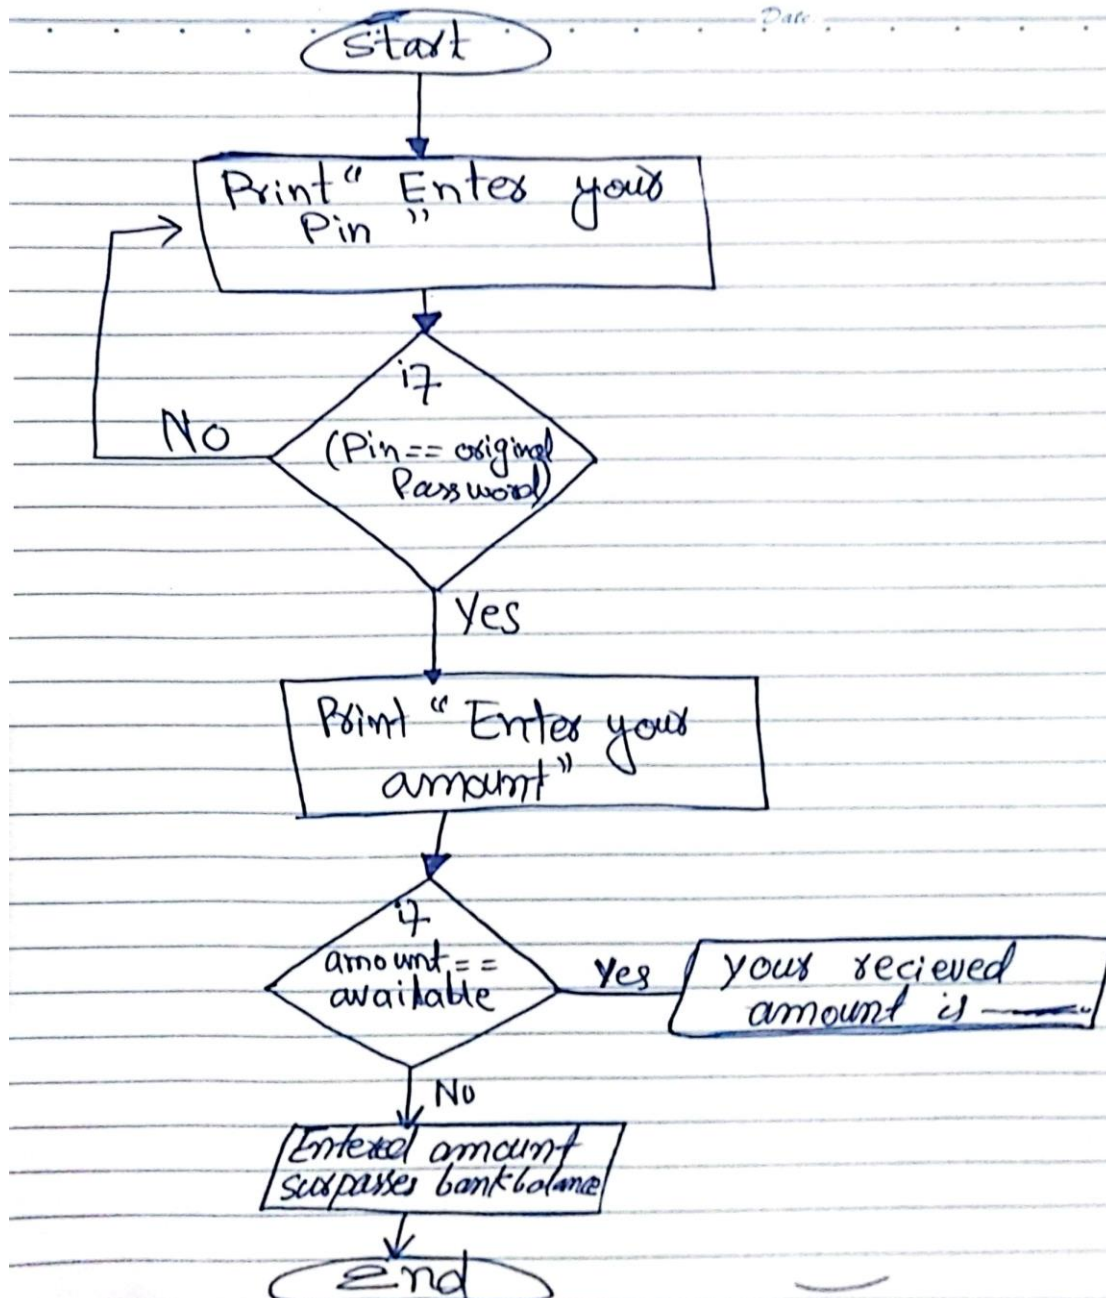 Date
Start
Print " Enter your
Pin "
if
No
(Pin == original
Password)
Yes
Print " Enter your
amount"
if
amount ==
available
Yes
your recieved
amount is
No
Entered amount
surpasses bank balance
End